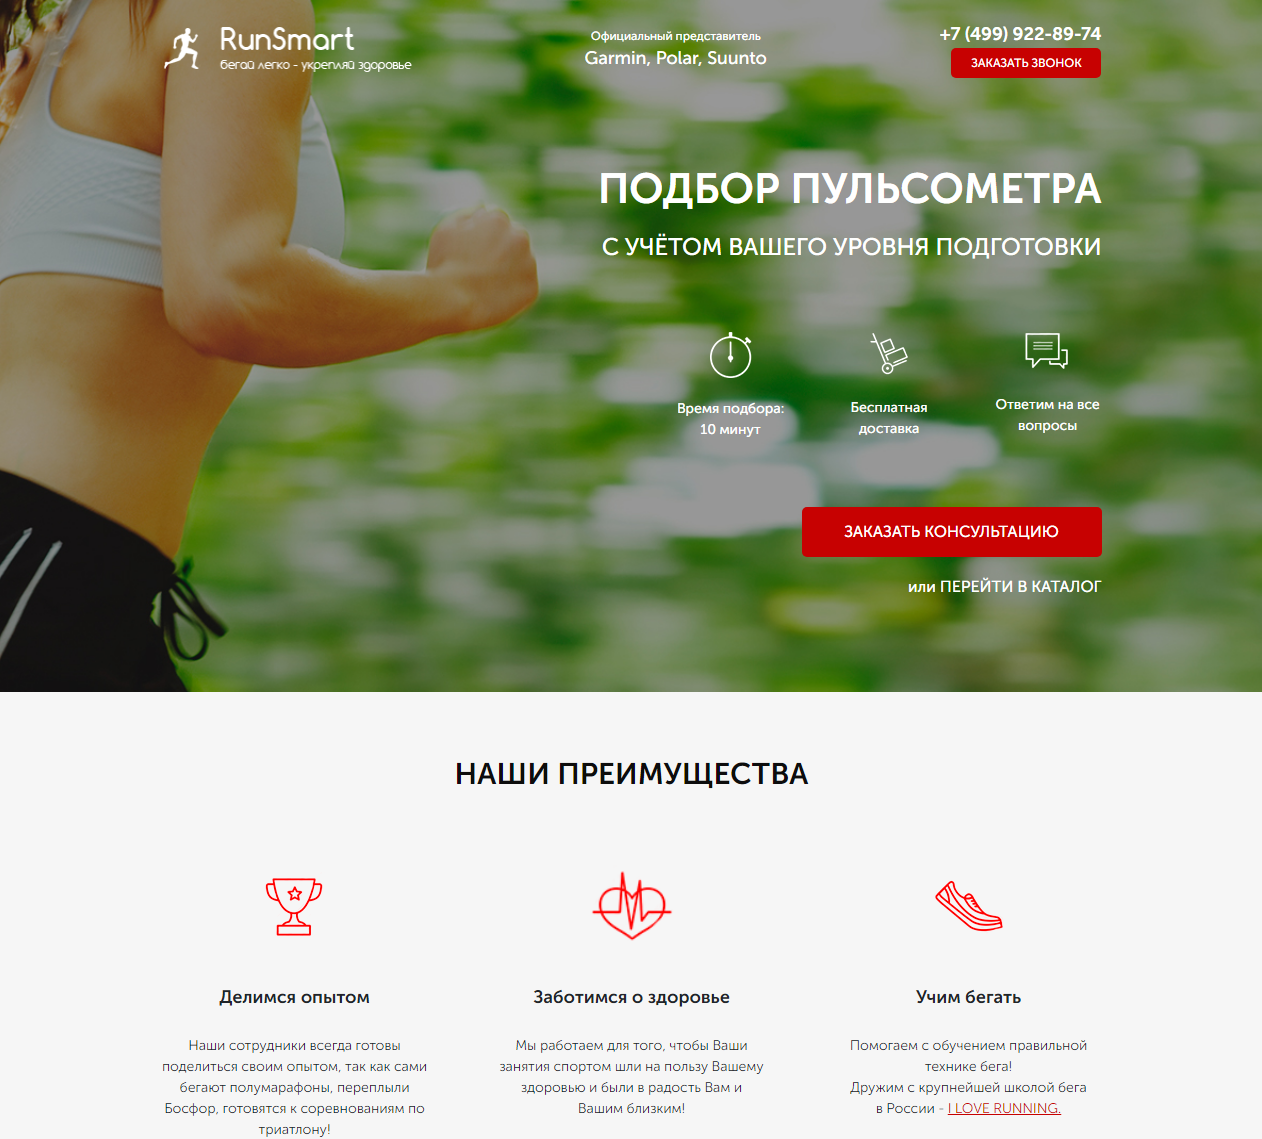 RunSmart
бегай легко - укрепляй здоровье
Официальный представитель
Garmin, Polar, Suunto
+7 (499) 922-89-74
ЗАКАЗАТЬ ЗВОНОК
ПОДБОР ПУЛЬСОМЕТРА
С УЧЁТОМ ВАШЕГО УРОВНЯ ПОДГОТОВКИ
Время подбора:
10 минут
Бесплатная
доставка
Ответим на все
вопросы
ЗАКАЗАТЬ КОНСУЛЬТАЦИЮ
или ПЕРЕЙТИ В КАТАЛОГ
НАШИ ПРЕИМУЩЕСТВА
Делимся опытом
Наши сотрудники всегда готовы
поделиться своим опытом, так как сами
бегают полумарафоны, переплыли
Босфор, готовятся к соревнованиям по
триатлону!
Заботимся о здоровье
Мы работаем для того, чтобы Ваши
занятия спортом шли на пользу Вашему
здоровью и были в радость Вам и
Вашим близким!
Учим бегать
Помогаем с обучением правильной
технике бега!
Дружим с крупнейшей школой бега
в России - I LOVE RUNNING.